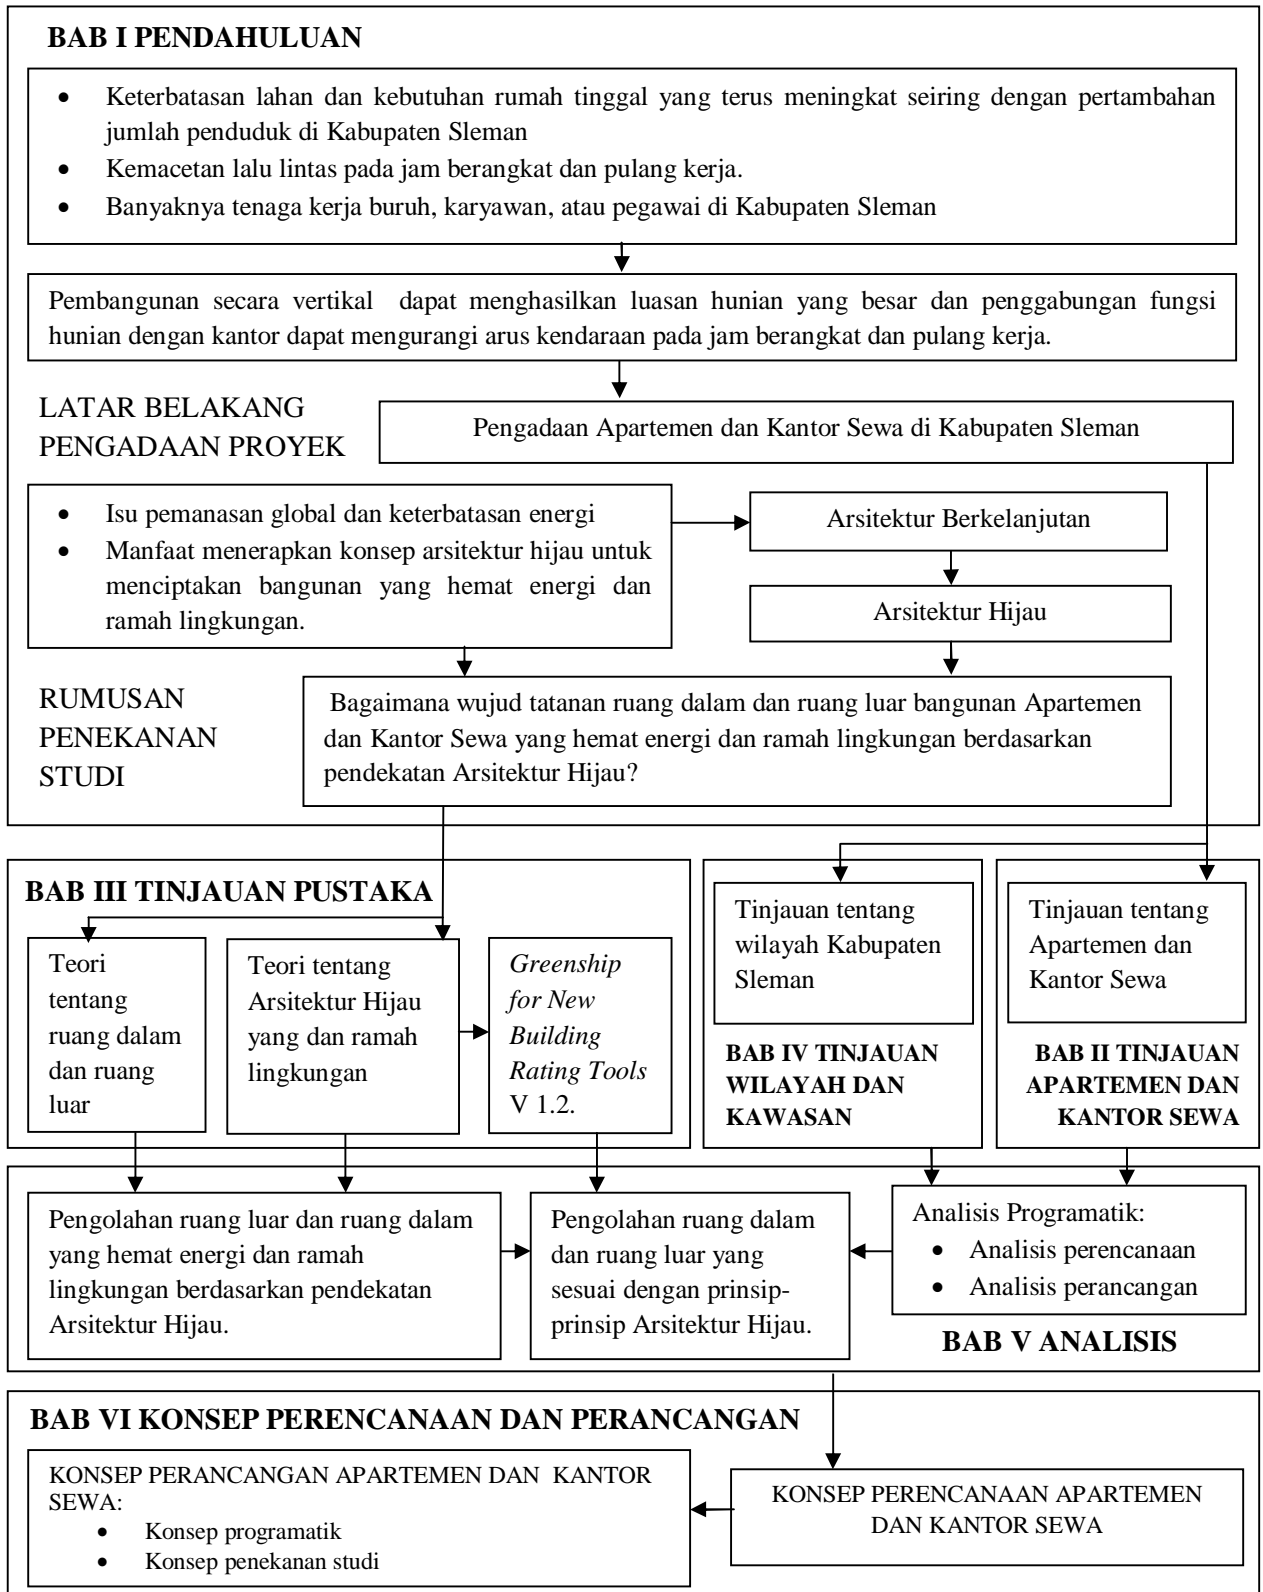 BAB I PENDAHULUAN
• Keterbatasan lahan dan kebutuhan rumah tinggal yang terus meningkat seiring dengan pertambahan
jumlah penduduk di Kabupaten Sleman
• Kemacetan lalu lintas pada jam berangkat dan pulang kerja.
• Banyaknya tenaga kerja buruh, karyawan, atau pegawai di Kabupaten Sleman
Pembangunan secara vertikal dapat menghasilkan luasan hunian yang besar dan penggabungan fungsi
hunian dengan kantor dapat mengurangi arus kendaraan pada jam berangkat dan pulang kerja.
LATAR BELAKANG
PENGADAAN PROYEK
Pengadaan Apartemen dan Kantor Sewa di Kabupaten Sleman
• Isu pemanasan global dan keterbatasan energi
• Manfaat menerapkan konsep arsitektur hijau untuk
menciptakan bangunan yang hemat energi dan
ramah lingkungan.
Arsitektur Berkelanjutan
Arsitektur Hijau
RUMUSAN
PENEKANAN
STUDI
Bagaimana wujud tatanan ruang dalam dan ruang luar bangunan Apartemen
dan Kantor Sewa yang hemat energi dan ramah lingkungan berdasarkan
pendekatan Arsitektur Hijau?
BAB III TINJAUAN PUSTAKA
Teori
tentang
ruang dalam
dan ruang
luar
Teori tentang
Arsitektur Hijau
yang dan ramah
lingkungan
Greenship
for New
Building
Rating Tools
V 1.2.
Tinjauan tentang
wilayah Kabupaten
Sleman
BAB IV TINJAUAN
WILAYAH DAN
KAWASAN
Tinjauan tentang
Apartemen dan
Kantor Sewa
BAB II TINJAUAN
APARTEMEN DAN
KANTOR SEWA
Pengolahan ruang luar dan ruang dalam
yang hemat energi dan ramah
lingkungan berdasarkan pendekatan
Arsitektur Hijau.
Pengolahan ruang dalam
dan ruang luar yang
sesuai dengan prinsip-
prinsip Arsitektur Hijau.
Analisis Programatik:
• Analisis perencanaan
• Analisis perancangan
BAB V ANALISIS
BAB VI KONSEP PERENCANAAN DAN PERANCANGAN
KONSEP PERANCANGAN APARTEMEN DAN KANTOR
SEWA:
• Konsep programatik
• Konsep penekanan studi
KONSEP PERENCANAAN APARTEMEN
DAN KANTOR SEWA